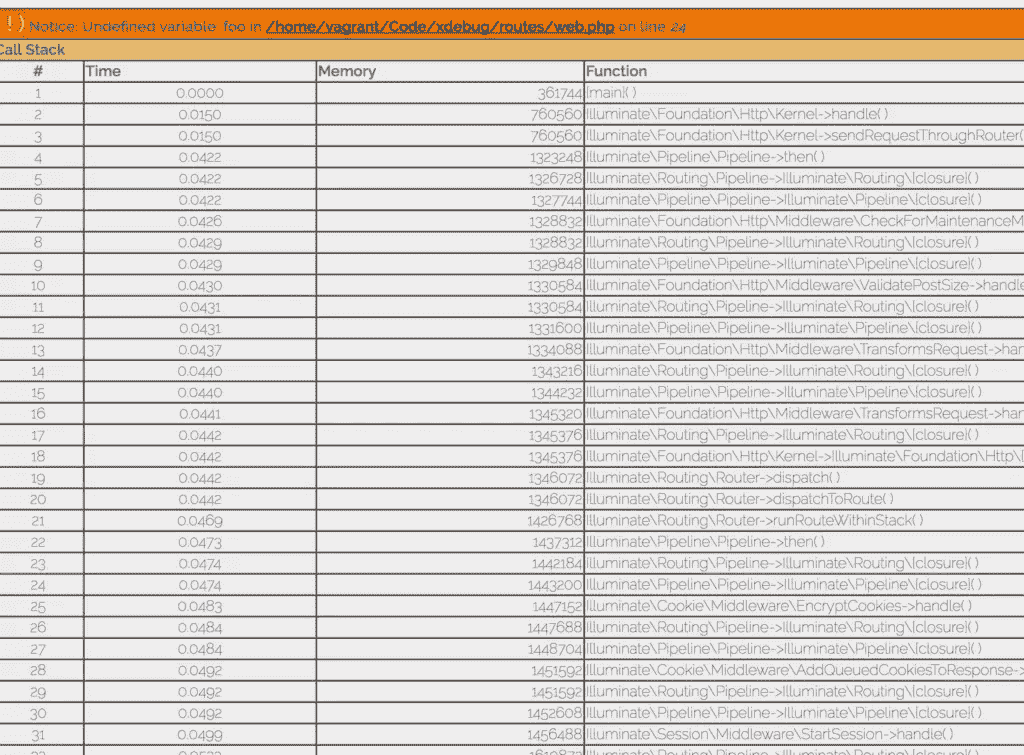 ( ! ) Notice: Undefined variable: foo in /home/vagrant/Code/xdebug/routes/web.php on line 24
Call Stack
# Time Memory Function
1 0.0000 361744 {main}( )
2 0.0150 760560 Illuminate\Foundation\Http\Kernel->handle( )
3 0.0150 760560 Illuminate\Foundation\Http\Kernel->sendRequestThroughRouter(
4 0.0422 1323248 Illuminate\Pipeline\Pipeline->then( )
5 0.0422 1326728 Illuminate\Routing\Pipeline->Illuminate\Routing\{closure}( )
6 0.0422 1327744 Illuminate\Pipeline\Pipeline->Illuminate\Pipeline\{closure}( )
7 0.0426 1328832 Illuminate\Foundation\Http\Middleware\CheckForMaintenanceM
8 0.0429 1328832 Illuminate\Routing\Pipeline->Illuminate\Routing\{closure}( )
9 0.0429 1329848 Illuminate\Pipeline\Pipeline->Illuminate\Pipeline\{closure}( )
10 0.0430 1330584 Illuminate\Foundation\Http\Middleware\ValidatePostSize->handle
11 0.0431 1330584 Illuminate\Routing\Pipeline->Illuminate\Routing\{closure}( )
12 0.0431 1331600 Illuminate\Pipeline\Pipeline->Illuminate\Pipeline\{closure}( )
13 0.0437 1334088 Illuminate\Foundation\Http\Middleware\TransformsRequest->han
14 0.0440 1343216 Illuminate\Routing\Pipeline->Illuminate\Routing\{closure}( )
15 0.0440 1344232 Illuminate\Pipeline\Pipeline->Illuminate\Pipeline\{closure}( )
16 0.0441 1345320 Illuminate\Foundation\Http\Middleware\TransformsRequest->han
17 0.0442 1345376 Illuminate\Routing\Pipeline->Illuminate\Routing\{closure}( )
18 0.0442 1345376 Illuminate\Foundation\Http\Kernel->Illuminate\Foundation\Http\{
19 0.0442 1346072 Illuminate\Routing\Router->dispatch( )
20 0.0442 1346072 Illuminate\Routing\Router->dispatchToRoute( )
21 0.0469 1426768 Illuminate\Routing\Router->runRouteWithinStack( )
22 0.0473 1437312 Illuminate\Pipeline\Pipeline->then( )
23 0.0474 1442184 Illuminate\Routing\Pipeline->Illuminate\Routing\{closure}( )
24 0.0474 1443200 Illuminate\Pipeline\Pipeline->Illuminate\Pipeline\{closure}( )
25 0.0483 1447152 Illuminate\Cookie\Middleware\EncryptCookies->handle( )
26 0.0484 1447688 Illuminate\Routing\Pipeline->Illuminate\Routing\{closure}( )
27 0.0484 1448704 Illuminate\Pipeline\Pipeline->Illuminate\Pipeline\{closure}( )
28 0.0492 1451592 Illuminate\Cookie\Middleware\AddQueuedCookiesToResponse->
29 0.0492 1451592 Illuminate\Routing\Pipeline->Illuminate\Routing\{closure}( )
30 0.0492 1452608 Illuminate\Pipeline\Pipeline->Illuminate\Pipeline\{closure}( )
31 0.0499 1456488 Illuminate\Session\Middleware\StartSession->handle( )